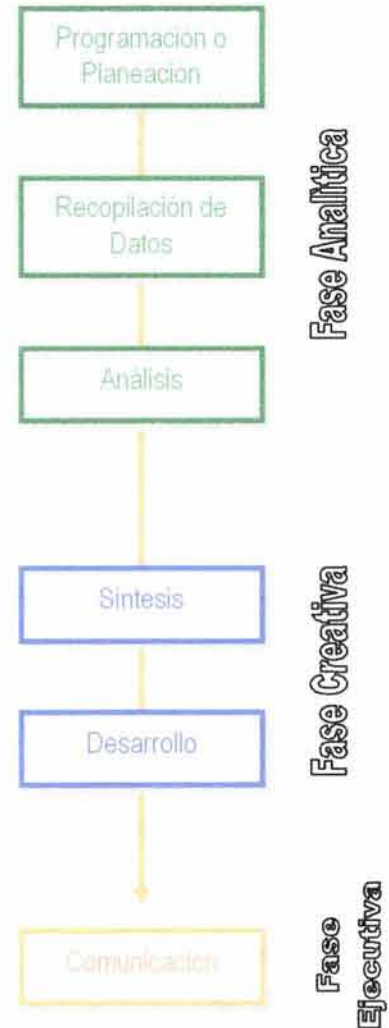 Programación o
Planeación
Recopilación de
Datos
Análisis
Fase Analítica
Síntesis
Desarrollo
Fase Creativa
Comunicación
Fase
Ejecutiva